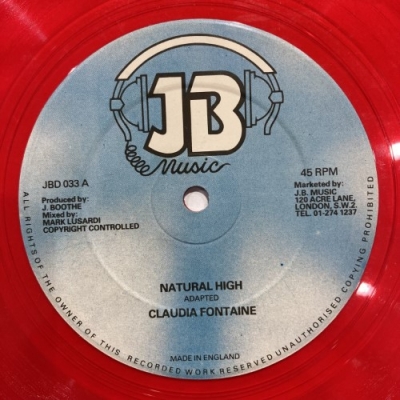 JB
Music
JBD 033 A
Produced by:
J. BOOTHE
Mixed by:
MARK LUSARDI
COPYRIGHT CONTROLLED
45 RPM
Marketed by:
J.B. MUSIC
120 ACRE LANE,
LONDON, S.W.2.
TEL. 01-274 1237
NATURAL HIGH
ADAPTED
CLAUDIA FONTAINE
MADE IN ENGLAND
ALL RIGHTS OF THE OWNER OF THIS RECORDED WORK RESERVED UNAUTHORISED COPYING PROHIBITED